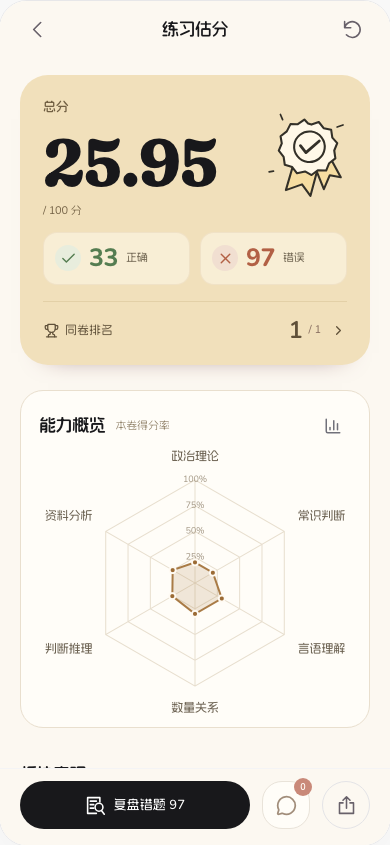 练习估分
总分
25.95
/ 100 分
33 正确
97 错误
同卷排名
1 / 1
能力概览 本卷得分率
政治理论
100%
资料分析
常识判断
75%
50%
25%
判断推理
言语理解
数量关系
0
复盘错题 97